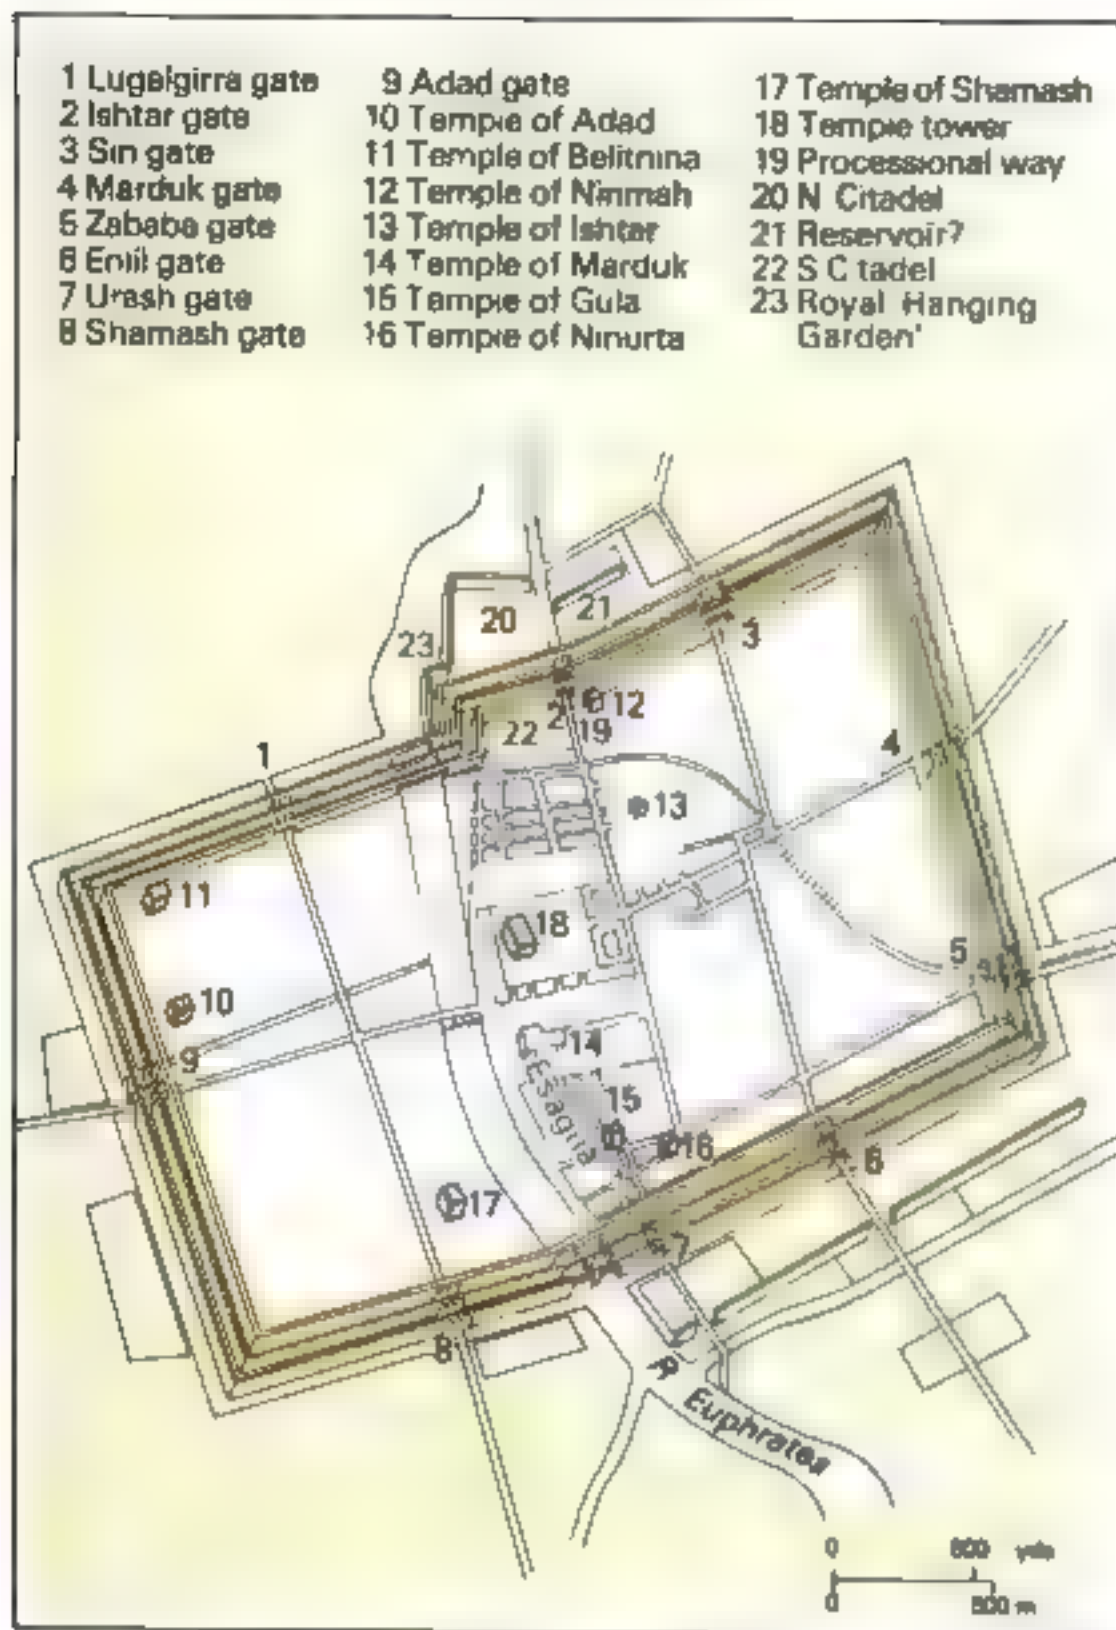 1 Lugalgirra gate
2 Ishtar gate
3 Sin gate
4 Marduk gate
5 Zababa gate
6 Enlil gate
7 Urash gate
8 Shamash gate
9 Adad gate
10 Temple of Adad
11 Temple of Belitnina
12 Temple of Ninmah
13 Temple of Ishtar
14 Temple of Marduk
15 Temple of Gula
16 Temple of Ninurta
17 Temple of Shamash
18 Temple tower
19 Processional way
20 N Citadel
21 Reservoir?
22 S Citadel
23 Royal Hanging
Garden'
20
21
23
3
12
2
22
19
1
4
13
11
18
5
10
14
9
Esagila
15
16
6
17
7
8
R Euphrates
0 yds
0 m